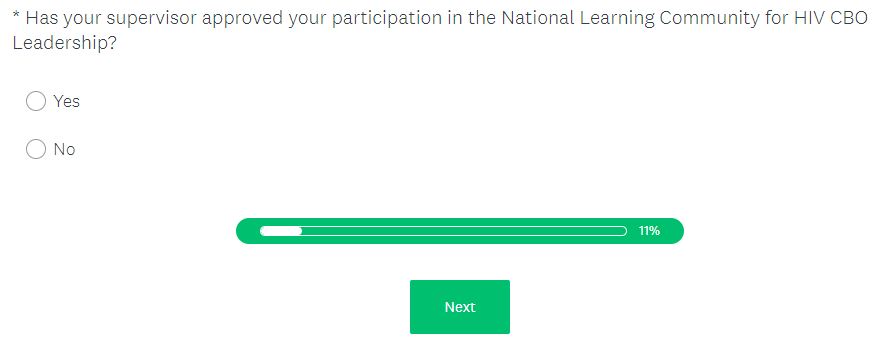 * Has your supervisor approved your participation in the National Learning Community for HIV CBO
Leadership?
Yes
No
11%
Next